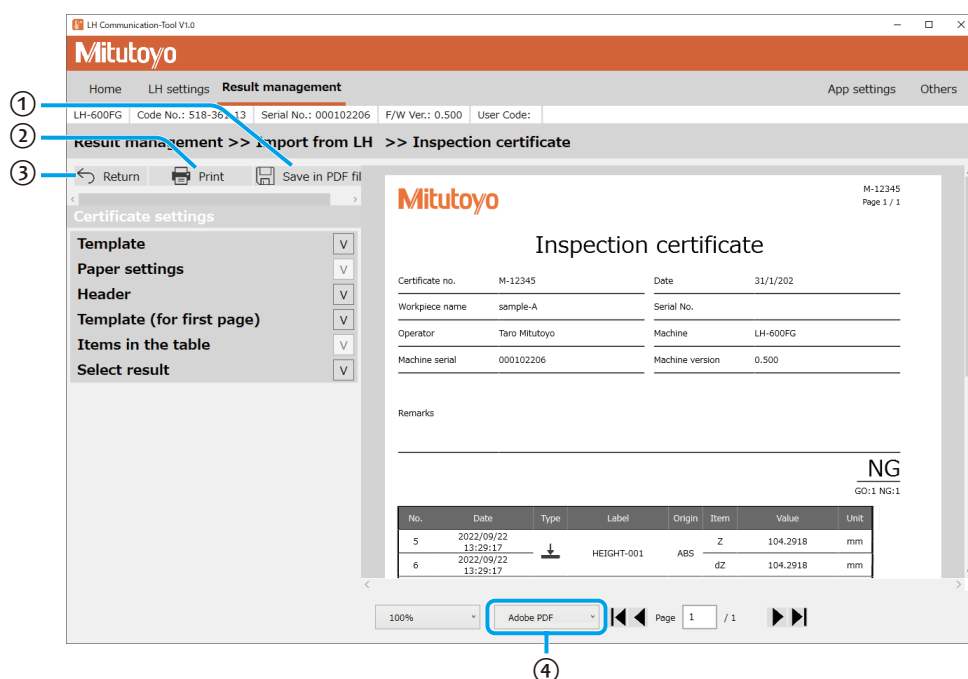 LH Communication-Tool V1.0
Mitutoyo
Home LH settings Result management App settings Others
①
LH-600FG Code No.: 518-361-13 Serial No.: 000102206 F/W Ver.: 0.500 User Code:
②
Result management >> Import from LH >> Inspection certificate
③
Return Print Save in PDF fil
Certificate settings
Template V
Paper settings V
Header V
Template (for first page) V
Items in the table V
Select result V
Mitutoyo
M-12345
Page 1 / 1
Inspection certificate
Certificate no. M-12345 Date 31/1/202
Workpiece name sample-A Serial No.
Operator Taro Mitutoyo Machine LH-600FG
Machine serial 000102206 Machine version 0.500
Remarks
NG
GO:1 NG:1
No. Date Type Label Origin Item Value Unit
5 2022/09/22 13:29:17 HEIGHT-001 ABS Z 104.2918 mm
6 2022/09/22 13:29:17 dZ 104.2918 mm
100% Adobe PDF Page 1 / 1
④